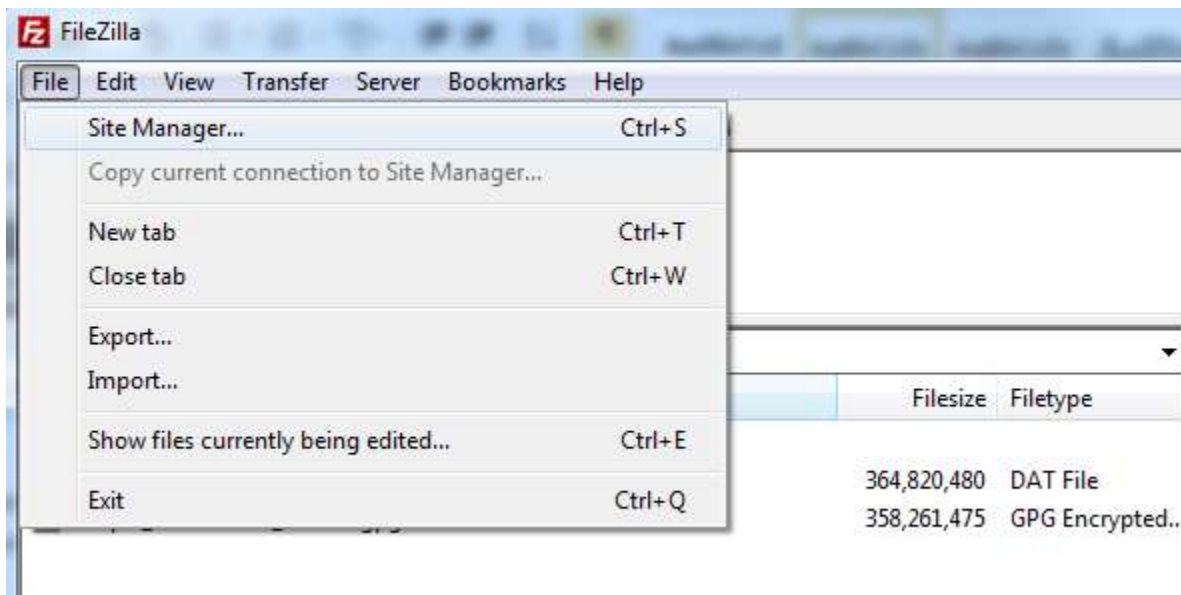 FileZilla
File Edit View Transfer Server Bookmarks Help
Site Manager... Ctrl+S
Copy current connection to Site Manager...
New tab Ctrl+T
Close tab Ctrl+W
Export...
Import...
Filesize Filetype
Show files currently being edited... Ctrl+E
364,820,480 DAT File
Exit Ctrl+Q
358,261,475 GPG Encrypted..